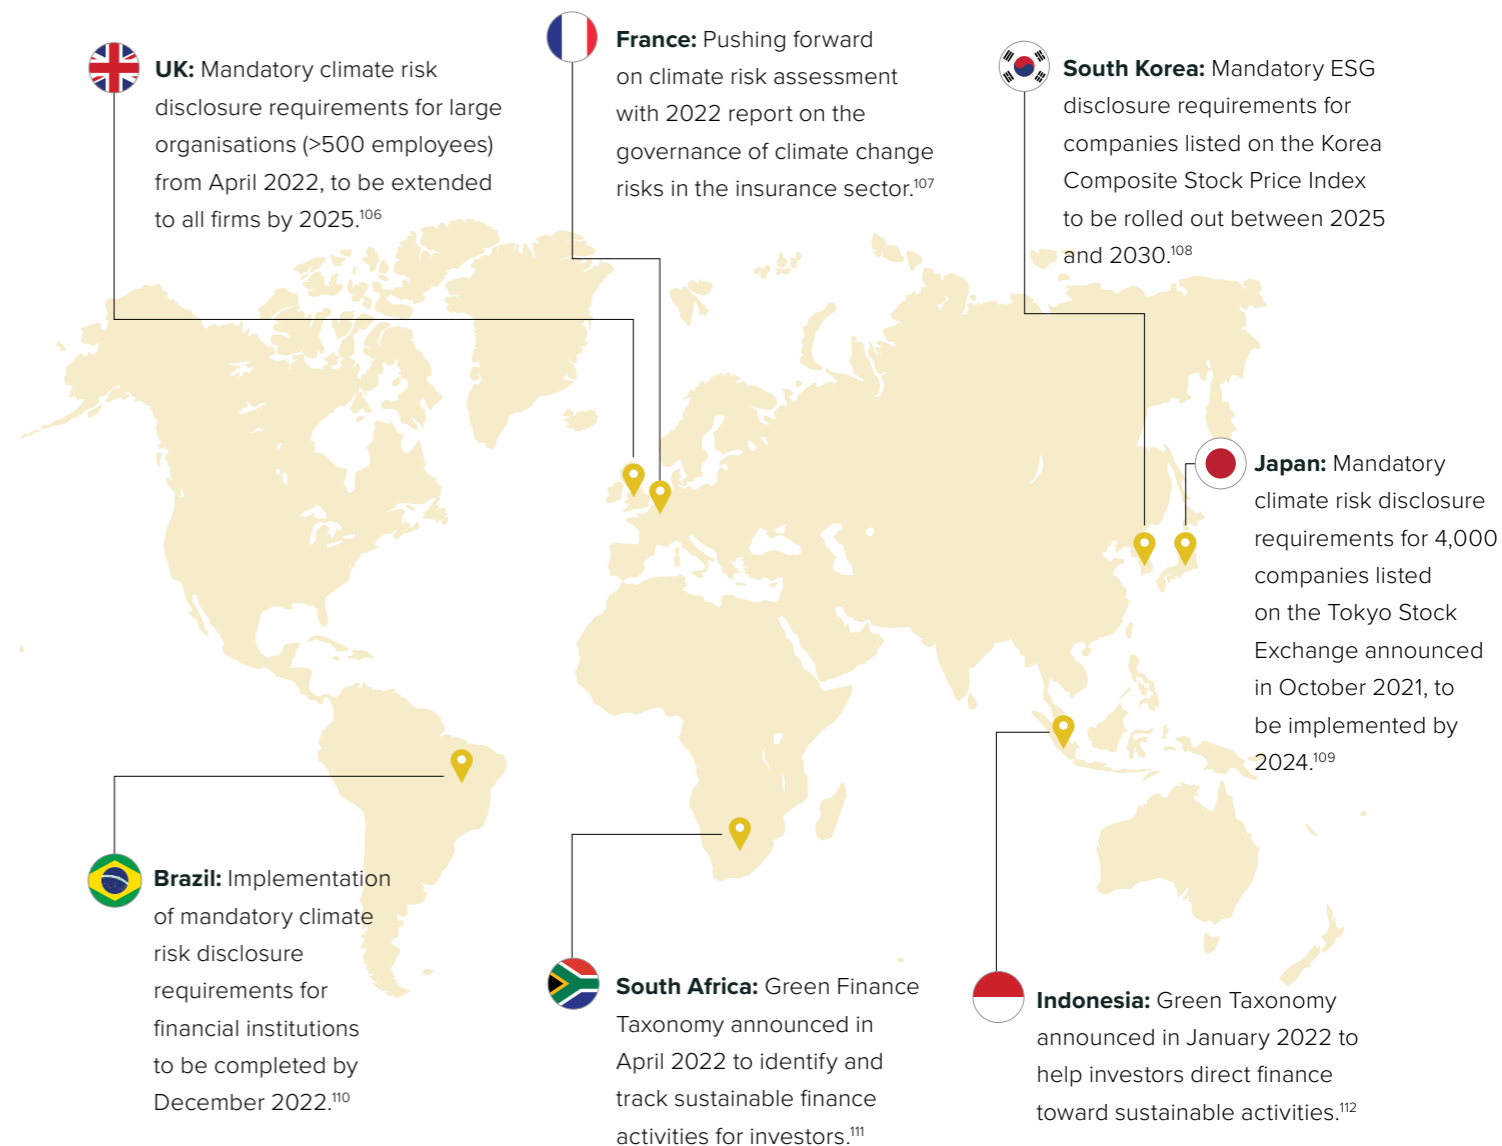 UK: Mandatory climate risk
disclosure requirements for large
organisations (>500 employees)
from April 2022, to be extended
to all firms by 2025.106
France: Pushing forward
on climate risk assessment
with 2022 report on the
governance of climate change
risks in the insurance sector.107
South Korea: Mandatory ESG
disclosure requirements for
companies listed on the Korea
Composite Stock Price Index
to be rolled out between 2025
and 2030.108
Japan: Mandatory
climate risk disclosure
requirements for 4,000
companies listed
on the Tokyo Stock
Exchange announced
in October 2021, to
be implemented by
2024.109
Brazil: Implementation
of mandatory climate
risk disclosure
requirements for
financial institutions
to be completed by
December 2022.110
South Africa: Green Finance
Taxonomy announced in
April 2022 to identify and
track sustainable finance
activities for investors.111
Indonesia: Green Taxonomy
announced in January 2022 to
help investors direct finance
toward sustainable activities.112